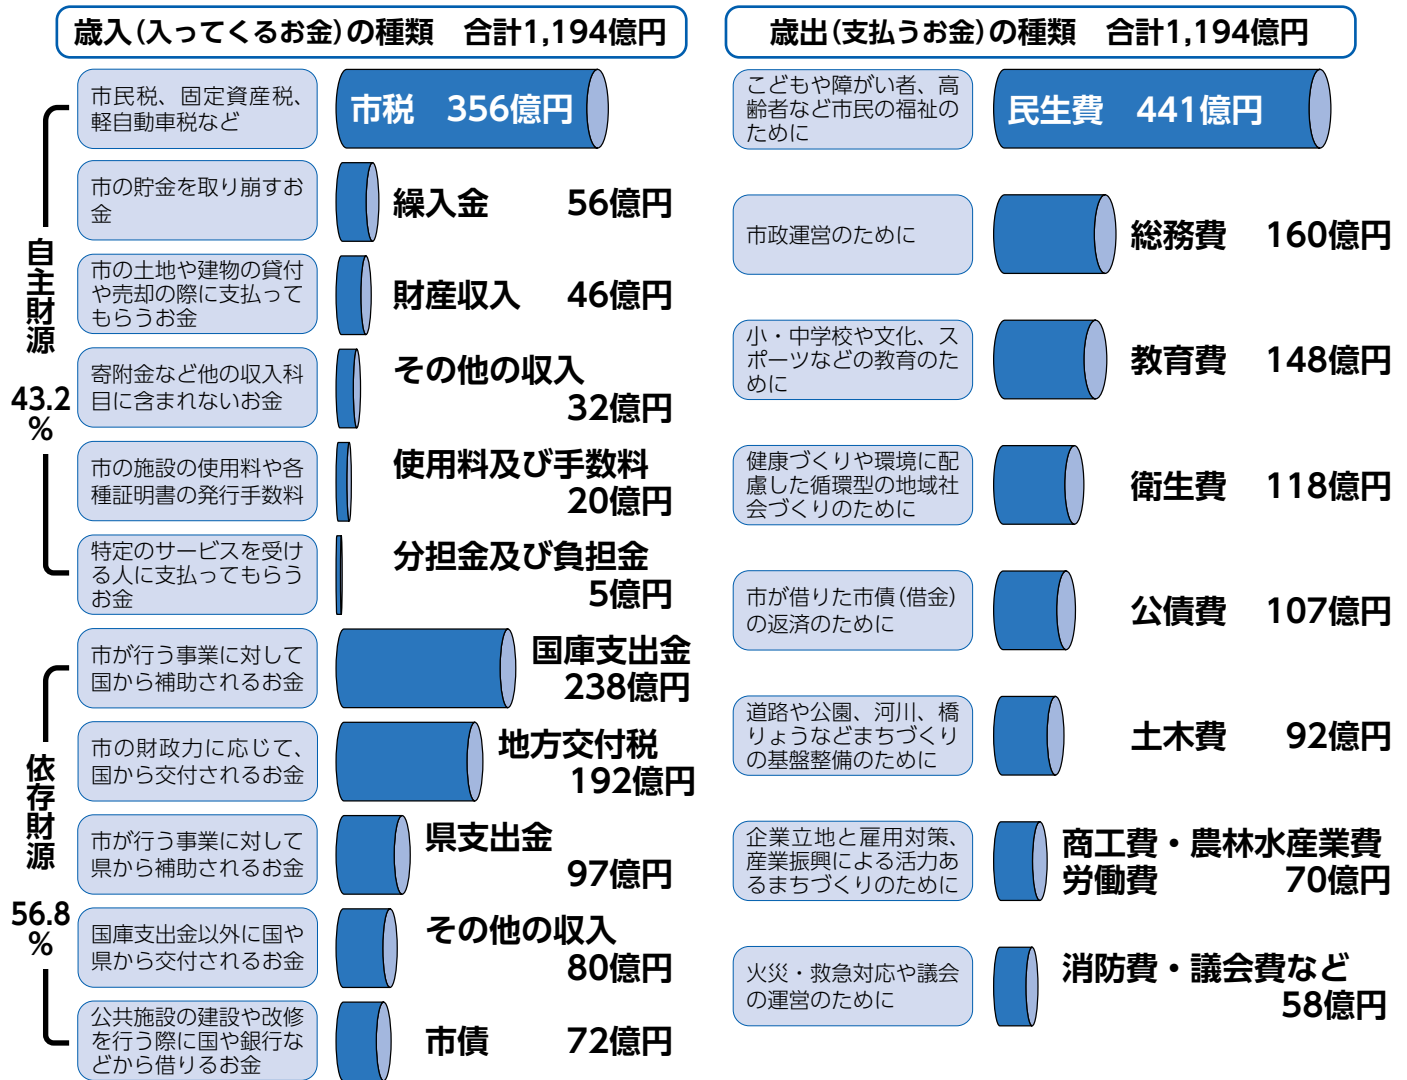 歳入(入ってくるお金)の種類　合計1,194億円
市民税、固定資産税、
軽自動車税など
市税　356億円
市の貯金を取り崩すお
金
繰入金　56億円
市の土地や建物の貸付
や売却の際に支払って
もらうお金
財産収入　46億円
寄附金など他の収入科
目に含まれないお金
その他の収入
32億円
市の施設の使用料や各
種証明書の発行手数料
使用料及び手数料
20億円
特定のサービスを受け
る人に支払ってもらう
お金
分担金及び負担金
5億円
自主財源
43.2
%
市が行う事業に対して
国から補助されるお金
国庫支出金
238億円
市の財政力に応じて、
国から交付されるお金
地方交付税
192億円
市が行う事業に対して
県から補助されるお金
県支出金
97億円
国庫支出金以外に国や
県から交付されるお金
その他の収入
80億円
公共施設の建設や改修
を行う際に国や銀行な
どから借りるお金
市債　72億円
依存財源
56.8
%
歳出(支払うお金)の種類　合計1,194億円
こどもや障がい者、高
齢者など市民の福祉の
ために
民生費　441億円
市政運営のために
総務費　160億円
小・中学校や文化、ス
ポーツなどの教育のた
めに
教育費　148億円
健康づくりや環境に配
慮した循環型の地域社
会づくりのために
衛生費　118億円
市が借りた市債(借金)
の返済のために
公債費　107億円
道路や公園、河川、橋
りょうなどまちづくり
の基盤整備のために
土木費　92億円
企業立地と雇用対策、
産業振興による活力あ
るまちづくりのために
商工費・農林水産業費
労働費　70億円
火災・救急対応や議会
の運営のために
消防費・議会費など
58億円